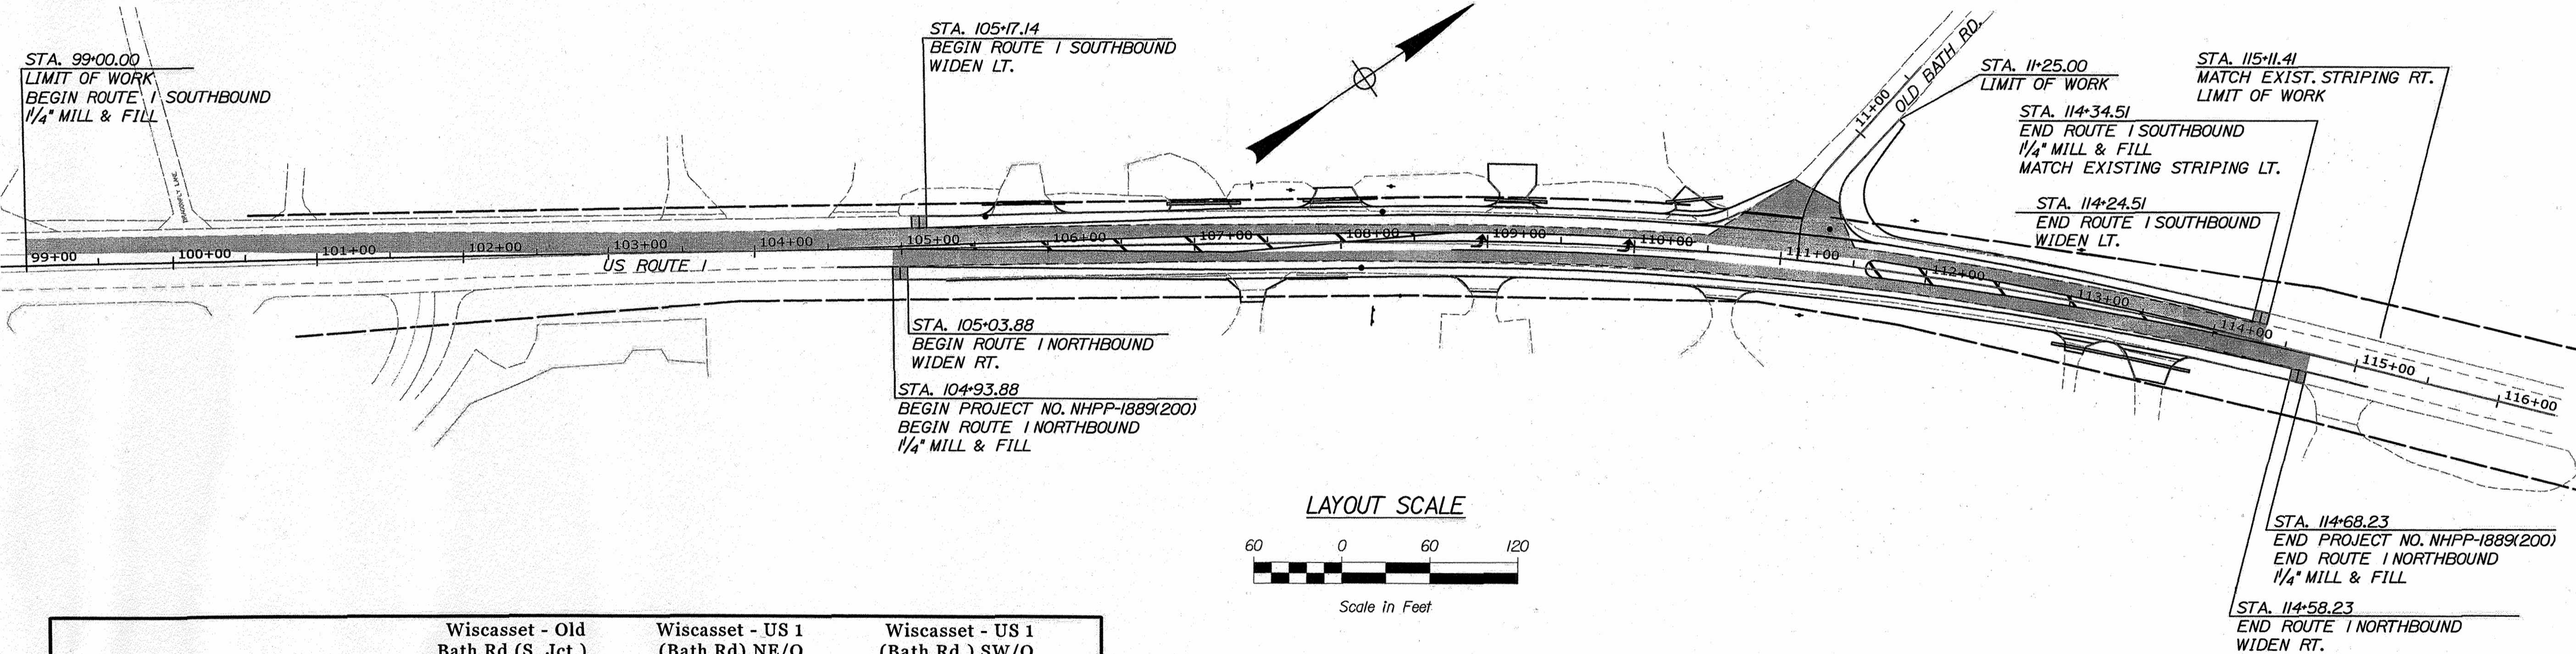 STA. 99+00.00
LIMIT OF WORK
BEGIN ROUTE 1 SOUTHBOUND
1 1/4" MILL & FILL
STA. 105+17.14
BEGIN ROUTE 1 SOUTHBOUND
WIDEN LT.
OLD BATH RD.
11+00
STA. 11+25.00
LIMIT OF WORK
STA. 115+11.41
MATCH EXIST. STRIPING RT.
LIMIT OF WORK
STA. 114+34.51
END ROUTE 1 SOUTHBOUND
1 1/4" MILL & FILL
MATCH EXISTING STRIPING LT.
STA. 114+24.51
END ROUTE 1 SOUTHBOUND
WIDEN LT.
99+00
100+00
101+00
102+00
103+00
104+00
105+00
106+00
107+00
108+00
109+00
110+00
111+00
112+00
113+00
114+00
115+00
116+00
US ROUTE 1
STA. 105+03.88
BEGIN ROUTE 1 NORTHBOUND
WIDEN RT.
STA. 104+93.88
BEGIN PROJECT NO. NHPP-1889(200)
BEGIN ROUTE 1 NORTHBOUND
1 1/4" MILL & FILL
LAYOUT SCALE
60 0 60 120
Scale in Feet
STA. 114+68.23
END PROJECT NO. NHPP-1889(200)
END ROUTE 1 NORTHBOUND
1 1/4" MILL & FILL
STA. 114+58.23
END ROUTE 1 NORTHBOUND
WIDEN RT.
Wiscasset - Old Wiscasset - US 1 Wiscasset - US 1
Bath Rd (S. Jct.) (Bath Rd) NE/O (Bath Rd.) SW/O